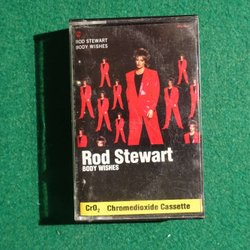 ROD STEWART
BODY WISHES
Rod Stewart
BODY WISHES
CrO₂ Chromedioxide Cassette